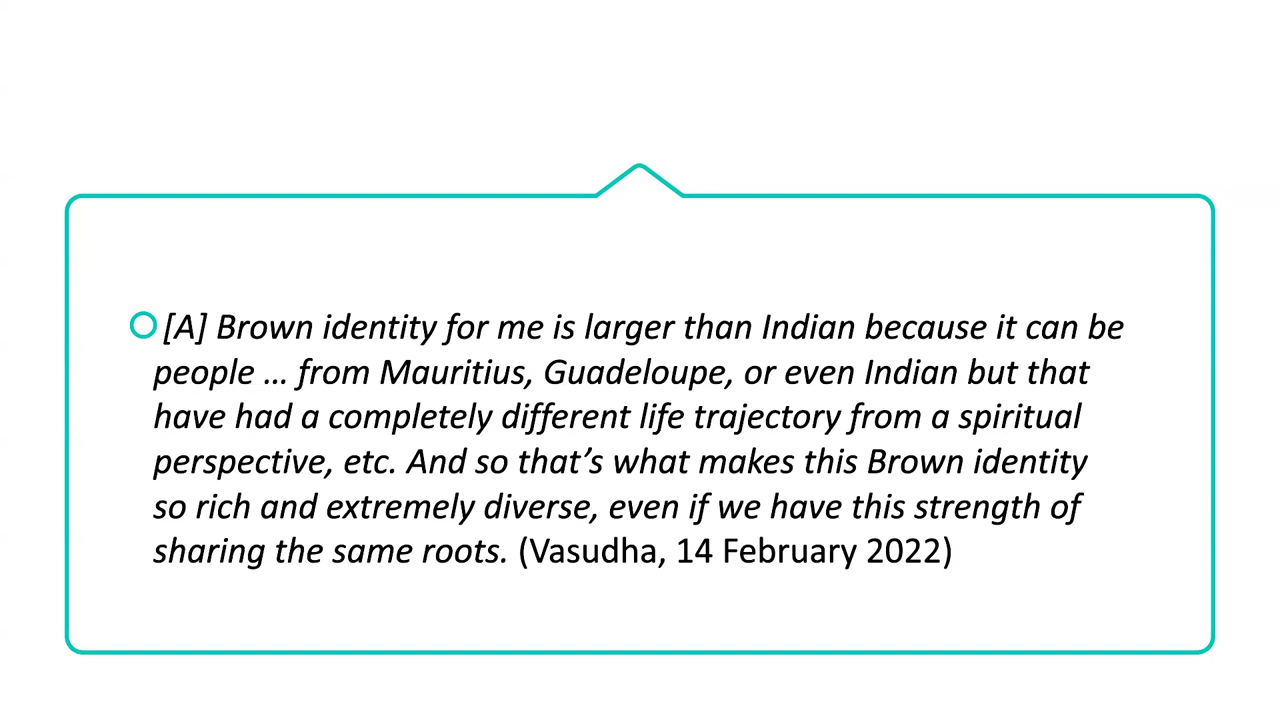 [A] Brown identity for me is larger than Indian because it can be
people … from Mauritius, Guadeloupe, or even Indian but that
have had a completely different life trajectory from a spiritual
perspective, etc. And so that’s what makes this Brown identity
so rich and extremely diverse, even if we have this strength of
sharing the same roots. (Vasudha, 14 February 2022)